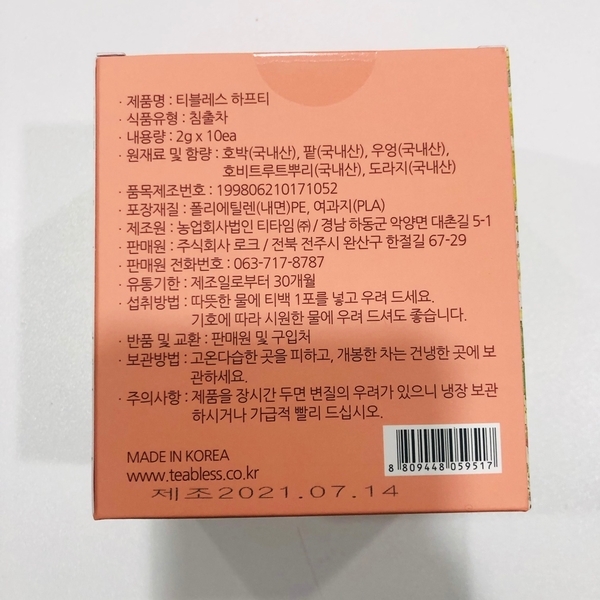 · 제품명 : 티블레스 하프티
· 식품유형 : 침출차
· 내용량 : 2g x 10ea
· 원재료 및 함량 : 호박(국내산), 팥(국내산), 우엉(국내산),
호비트루트뿌리(국내산), 도라지(국내산)
· 품목제조번호 : 199806210171052
· 포장재질 : 폴리에틸렌(내면)PE, 여과지(PLA)
· 제조원 : 농업회사법인 티타임㈜ / 경남 하동군 악양면 대촌길 5-1
· 판매원 : 주식회사 로크 / 전북 전주시 완산구 한절길 67-29
· 판매원 전화번호 : 063-717-8787
· 유통기한 : 제조일로부터 30개월
· 섭취방법 : 따뜻한 물에 티백 1포를 넣고 우려 드세요.
기호에 따라 시원한 물에 우려 드셔도 좋습니다.
· 반품 및 교환 : 판매원 및 구입처
· 보관방법 : 고온다습한 곳을 피하고, 개봉한 차는 건냉한 곳에 보
관하세요.
· 주의사항 : 제품을 장시간 두면 변질의 우려가 있으니 냉장 보관
하시거나 가급적 빨리 드십시오.
MADE IN KOREA
www.teabless.co.kr
8 809448 059517
제조2021.07.14